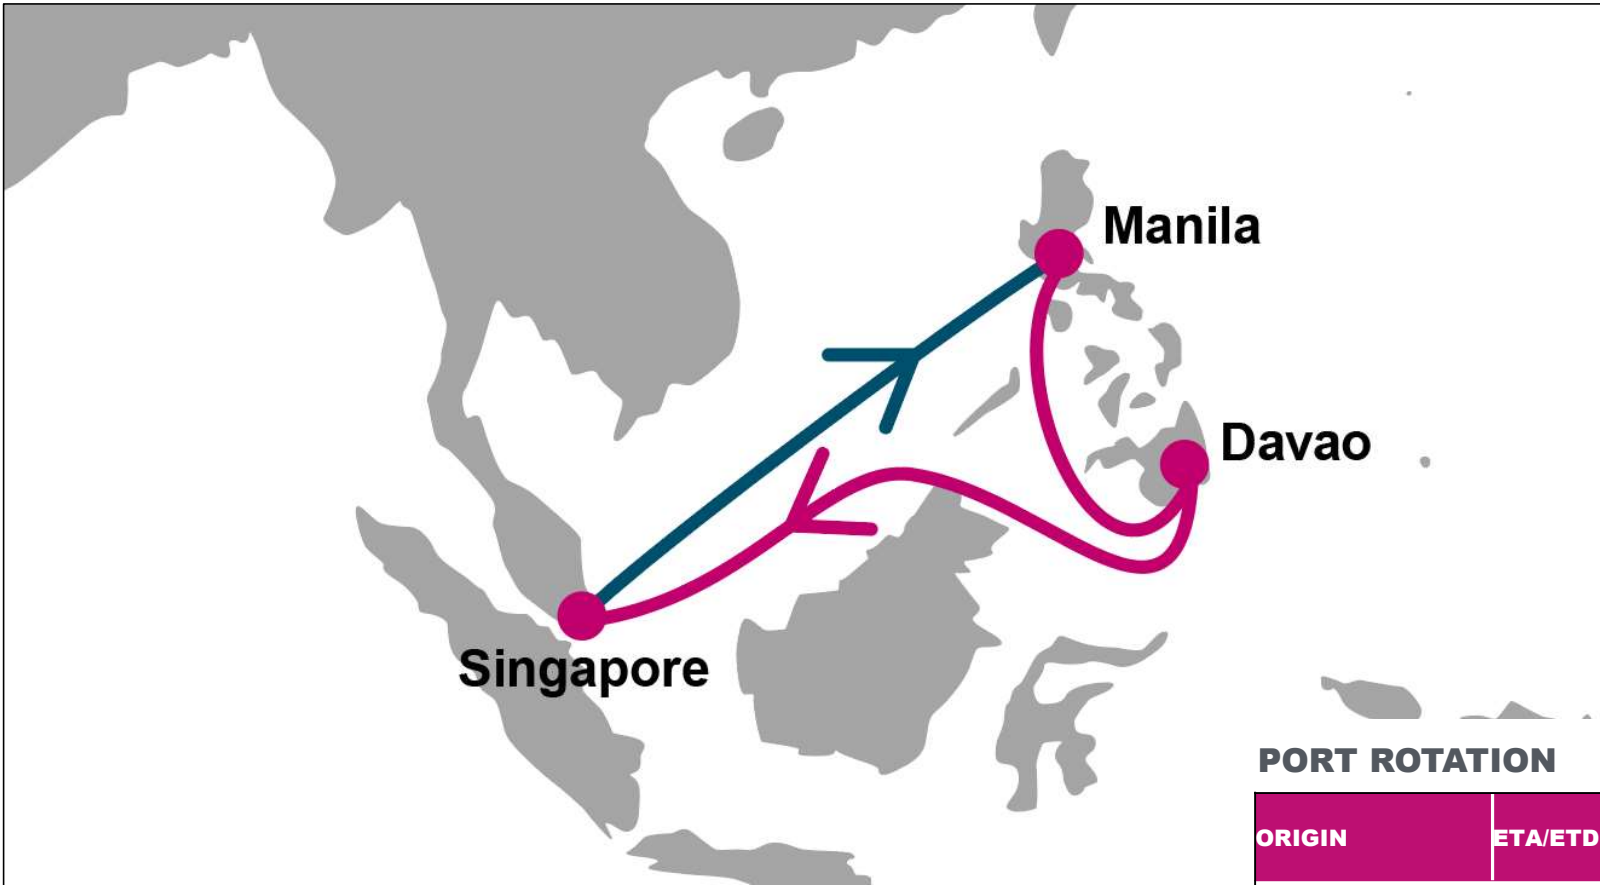 Manila
Davao
Singapore
PORT ROTATION
ORIGIN ETA/ETD